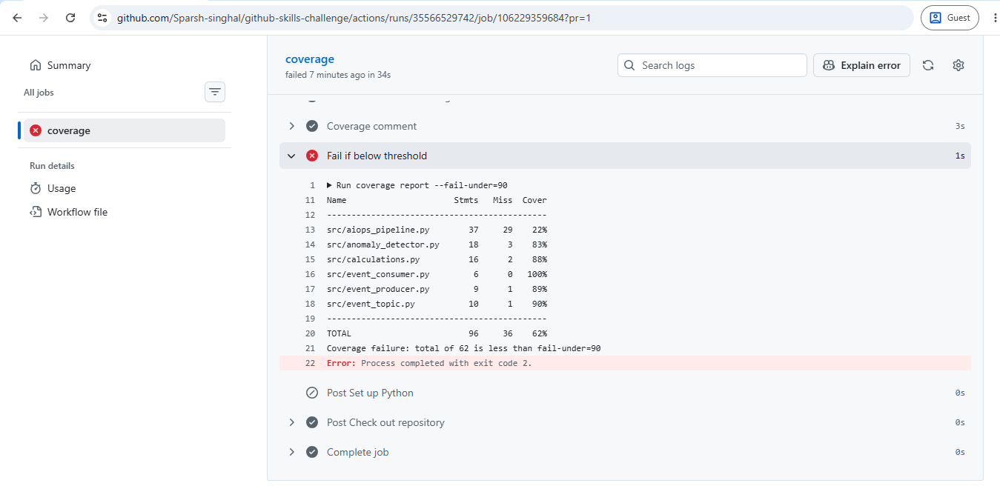 github.com/Sparsh-singhal/github-skills-challenge/actions/runs/35566529742/job/106229359684?pr=1
Guest
Summary
All jobs
coverage
Run details
Usage
Workflow file
coverage
failed 7 minutes ago in 34s
Search logs
Explain error
Coverage comment 3s
Fail if below threshold 1s
1 Run coverage report --fail-under=90
11 Name Stmts Miss Cover
12 ---------------------------------------------
13 src/aiops_pipeline.py 37 29 22%
14 src/anomaly_detector.py 18 3 83%
15 src/calculations.py 16 2 88%
16 src/event_consumer.py 6 0 100%
17 src/event_producer.py 9 1 89%
18 src/event_topic.py 10 1 90%
19 ---------------------------------------------
20 TOTAL 96 36 62%
21 Coverage failure: total of 62 is less than fail-under=90
22 Error: Process completed with exit code 2.
Post Set up Python 0s
Post Check out repository 0s
Complete job 0s